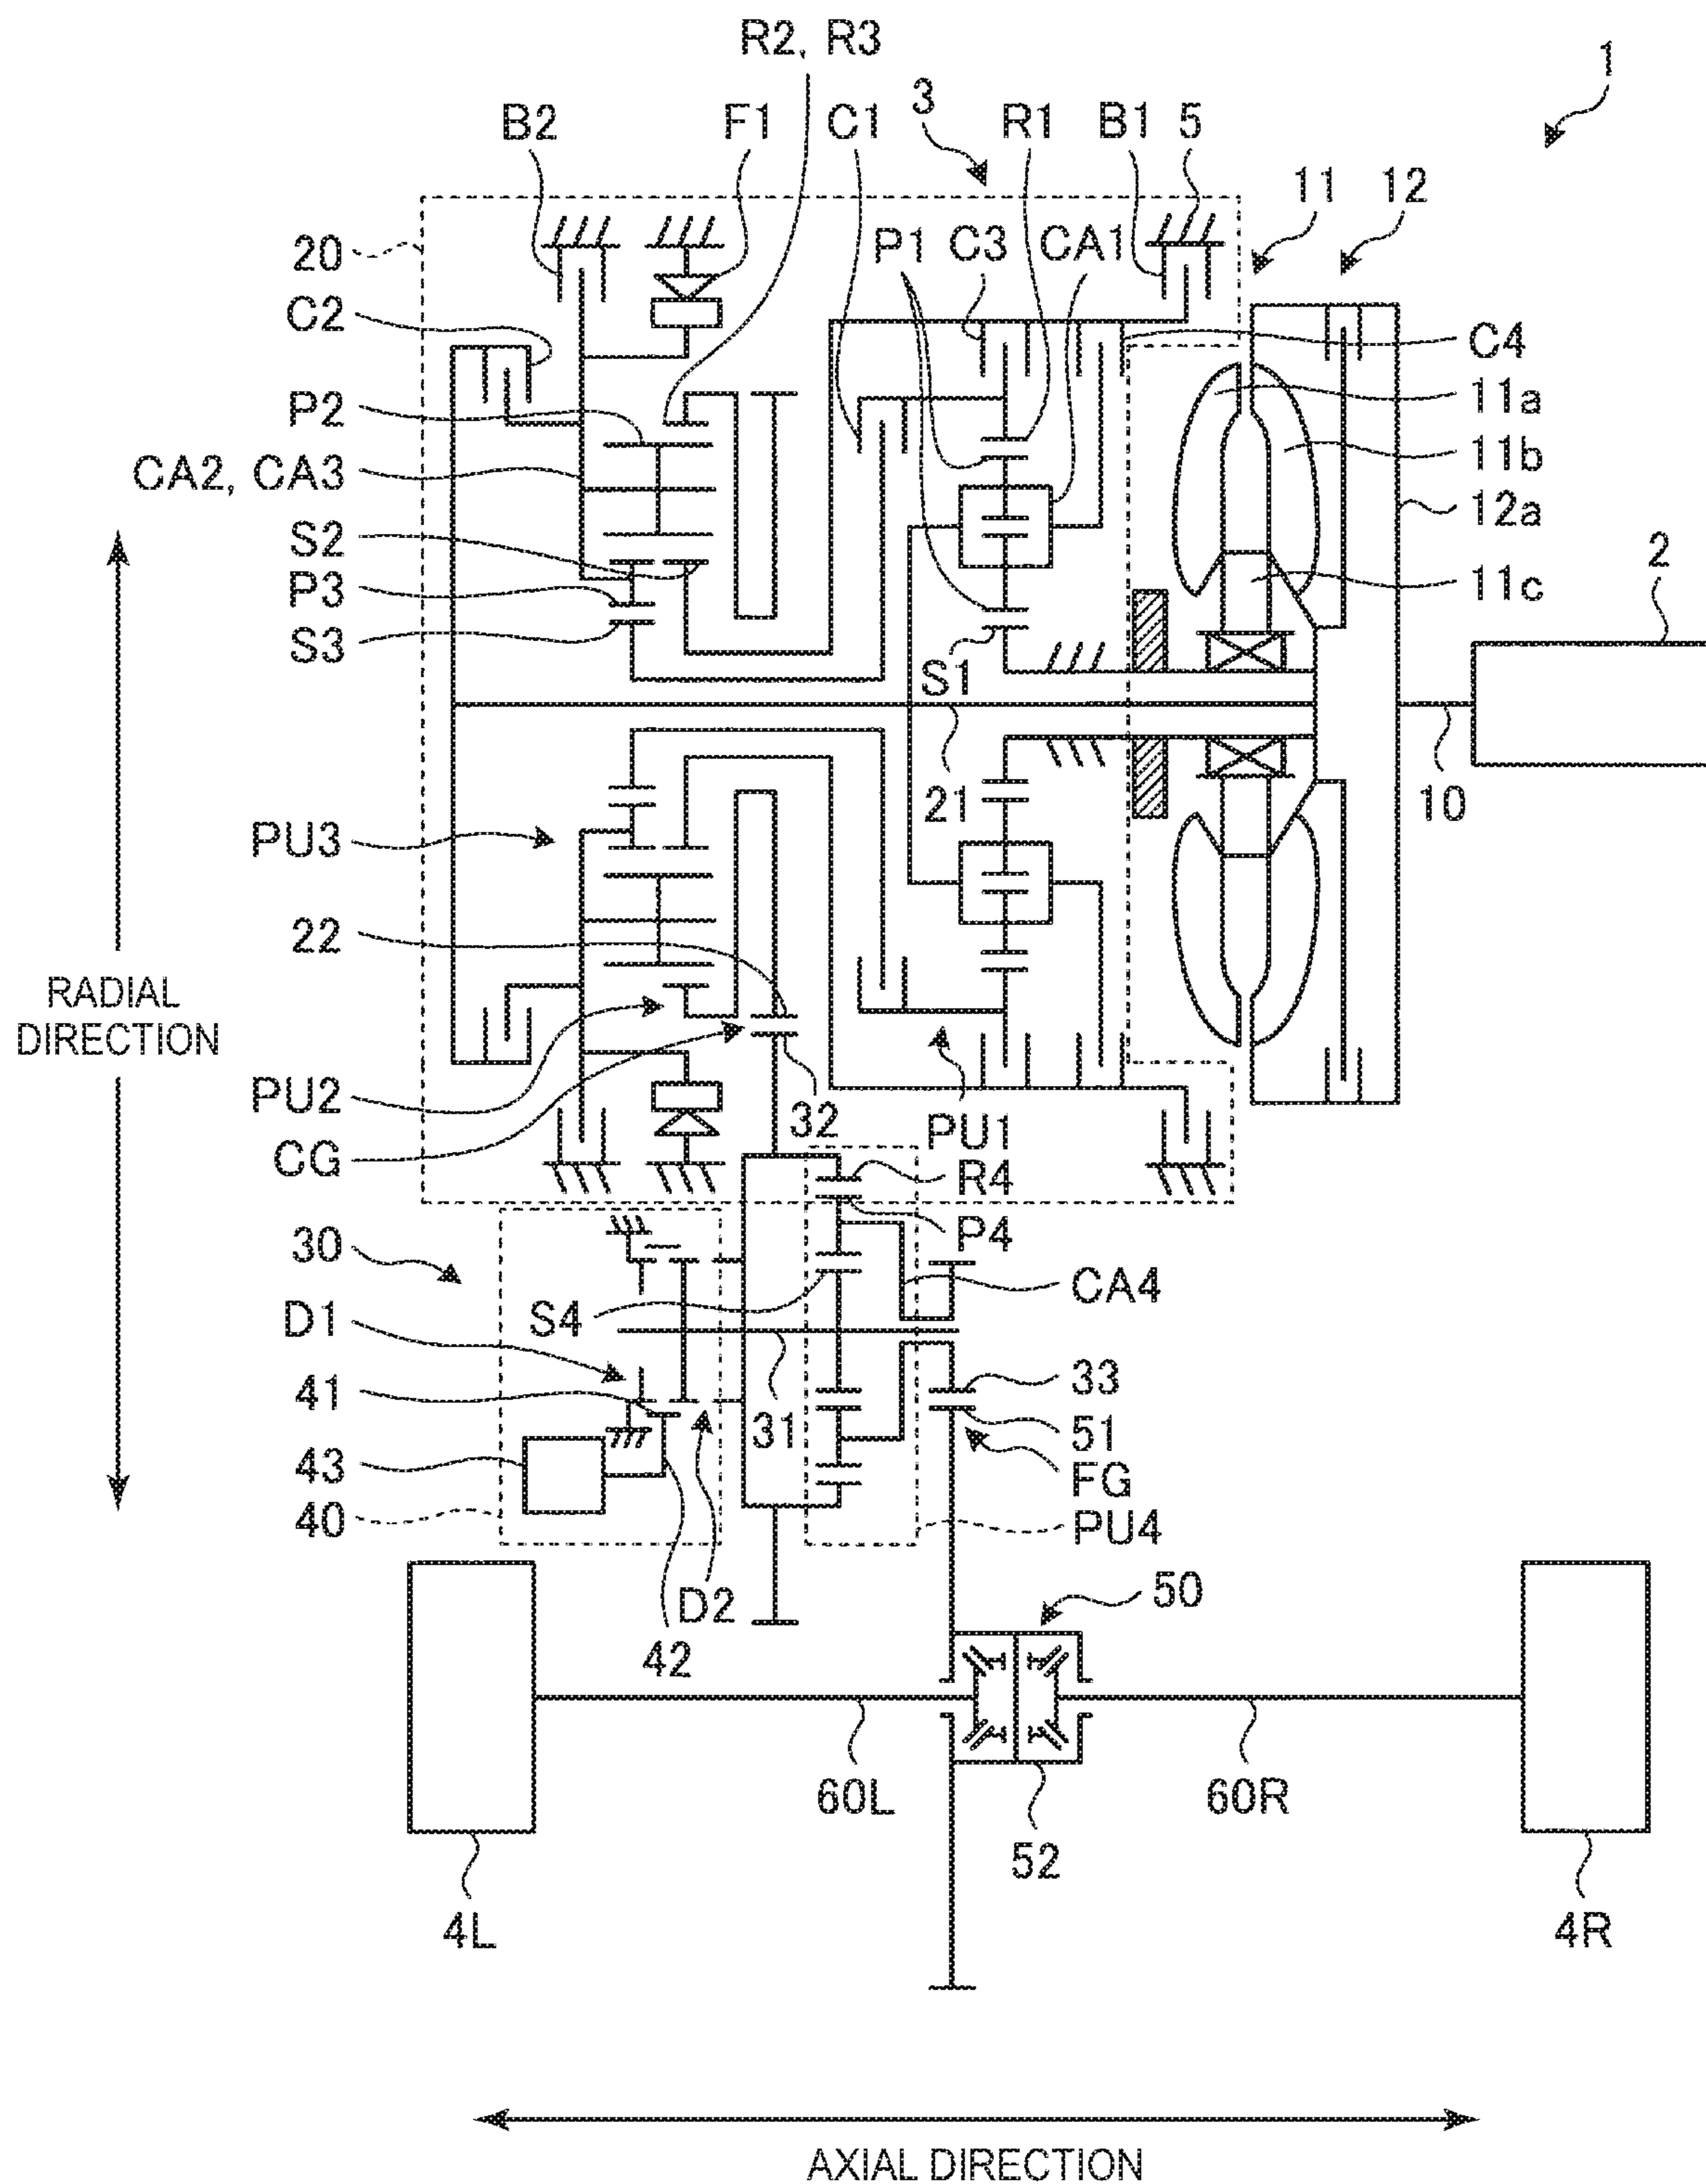 R2, R3
1
3
B2
F1
C1
R1
B1
5
11
12
20
P1
C3
CA1
C2
C4
P2
11a
CA2, CA3
11b
12a
S2
2
P3
11c
S3
S1
21
10
PU3
22
RADIAL
DIRECTION
PU2
32
PU1
CG
R4
P4
30
CA4
D1
S4
41
31
33
51
43
FG
40
PU4
D2
50
42
60L
60R
52
4L
4R
AXIAL DIRECTION